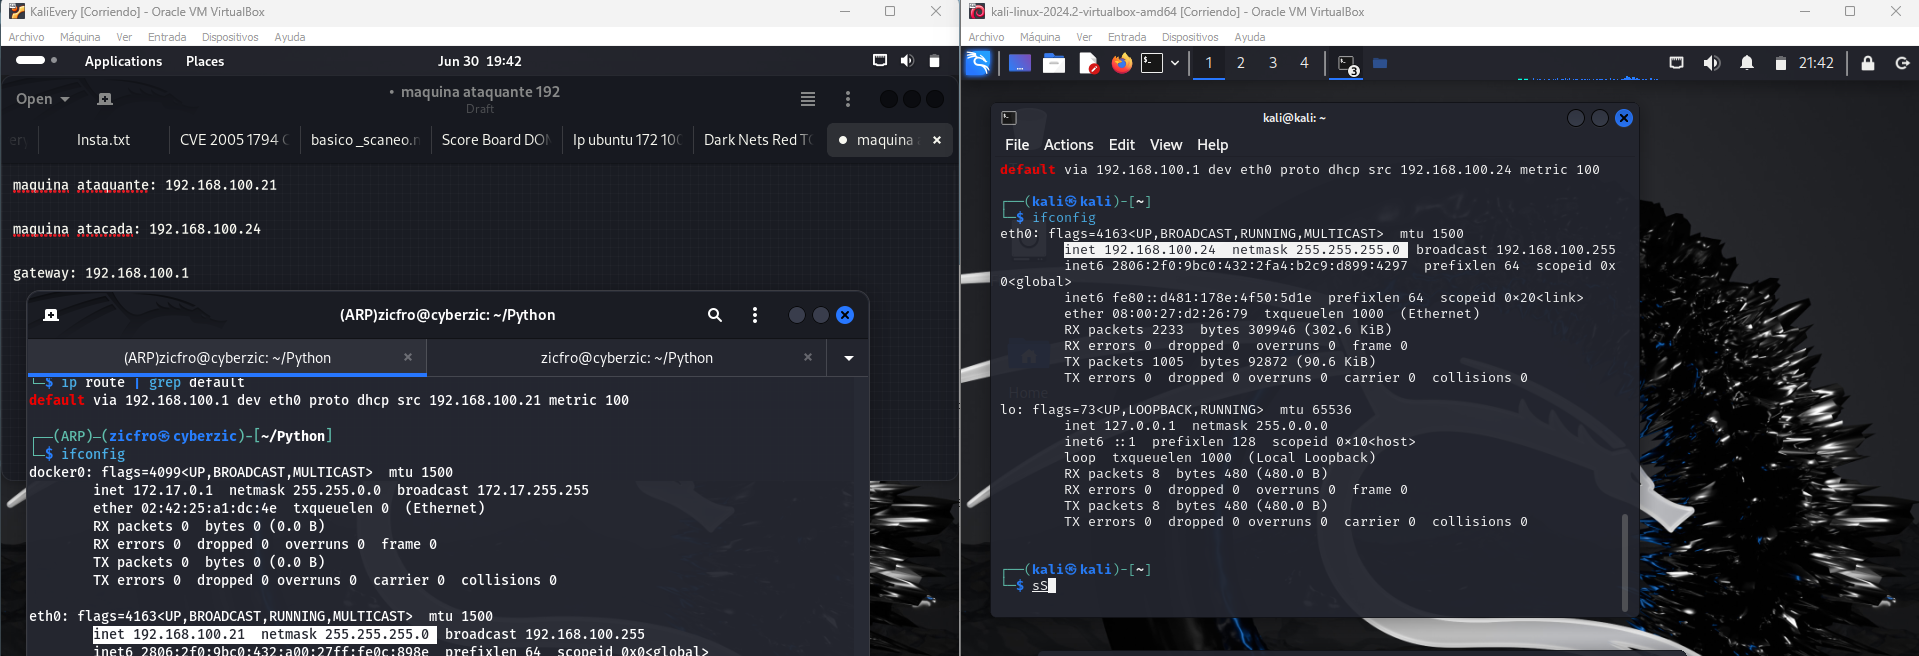 KaliEvery [Corriendo] - Oracle VM VirtualBox
Archivo Máquina Ver Entrada Dispositivos Ayuda
Applications Places Jun 30 19:42
Open
• maquina ataquante 192
Draft
Insta.txt CVE 2005 1794 basico _scaneo.n Score Board DOM Ip ubuntu 172 100 Dark Nets Red TO • maquina a
maquina ataquante: 192.168.100.21
maquina atacada: 192.168.100.24
gateway: 192.168.100.1
(ARP)zicfro@cyberzic: ~/Python
(ARP)zicfro@cyberzic: ~/Python zicfro@cyberzic: ~/Python
└─$ ip route | grep default
default via 192.168.100.1 dev eth0 proto dhcp src 192.168.100.21 metric 100
┌──(ARP)─(zicfro㉿cyberzic)-[~/Python]
└─$ ifconfig
docker0: flags=4099<UP,BROADCAST,MULTICAST>  mtu 1500
inet 172.17.0.1  netmask 255.255.0.0  broadcast 172.17.255.255
ether 02:42:25:a1:dc:4e  txqueuelen 0  (Ethernet)
RX packets 0  bytes 0 (0.0 B)
RX errors 0  dropped 0  overruns 0  frame 0
TX packets 0  bytes 0 (0.0 B)
TX errors 0  dropped 0 overruns 0  carrier 0  collisions 0
eth0: flags=4163<UP,BROADCAST,RUNNING,MULTICAST>  mtu 1500
inet 192.168.100.21  netmask 255.255.255.0  broadcast 192.168.100.255
inet6 2806:2f0:9bc0:432:a00:27ff:fe0c:898e  prefixlen 64  scopeid 0x0<global>
kali-linux-2024.2-virtualbox-amd64 [Corriendo] - Oracle VM VirtualBox
Archivo Máquina Ver Entrada Dispositivos Ayuda
1 2 3 4 3 21:42
kali@kali: ~
File Actions Edit View Help
default via 192.168.100.1 dev eth0 proto dhcp src 192.168.100.24 metric 100
┌──(kali㉿kali)-[~]
└─$ ifconfig
eth0: flags=4163<UP,BROADCAST,RUNNING,MULTICAST>  mtu 1500
inet 192.168.100.24  netmask 255.255.255.0  broadcast 192.168.100.255
inet6 2806:2f0:9bc0:432:2fa4:b2c9:d899:4297  prefixlen 64  scopeid 0x
0<global>
inet6 fe80::d481:178e:4f50:5d1e  prefixlen 64  scopeid 0x20<link>
ether 08:00:27:d2:26:79  txqueuelen 1000  (Ethernet)
RX packets 2233  bytes 309946 (302.6 KiB)
RX errors 0  dropped 0  overruns 0  frame 0
TX packets 1005  bytes 92872 (90.6 KiB)
TX errors 0  dropped 0 overruns 0  carrier 0  collisions 0
Home
lo: flags=73<UP,LOOPBACK,RUNNING>  mtu 65536
inet 127.0.0.1  netmask 255.0.0.0
inet6 ::1  prefixlen 128  scopeid 0x10<host>
loop  txqueuelen 1000  (Local Loopback)
RX packets 8  bytes 480 (480.0 B)
RX errors 0  dropped 0  overruns 0  frame 0
TX packets 8  bytes 480 (480.0 B)
TX errors 0  dropped 0 overruns 0  carrier 0  collisions 0
┌──(kali㉿kali)-[~]
└─$ sS